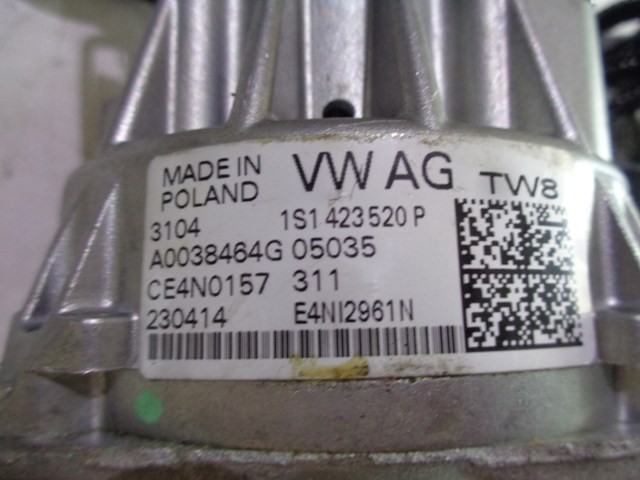 MADE IN VW AG TW8
POLAND
3104 1S1 423 520 P
A0038464G 05035
CE4N0157 311
230414 E4NI2961N